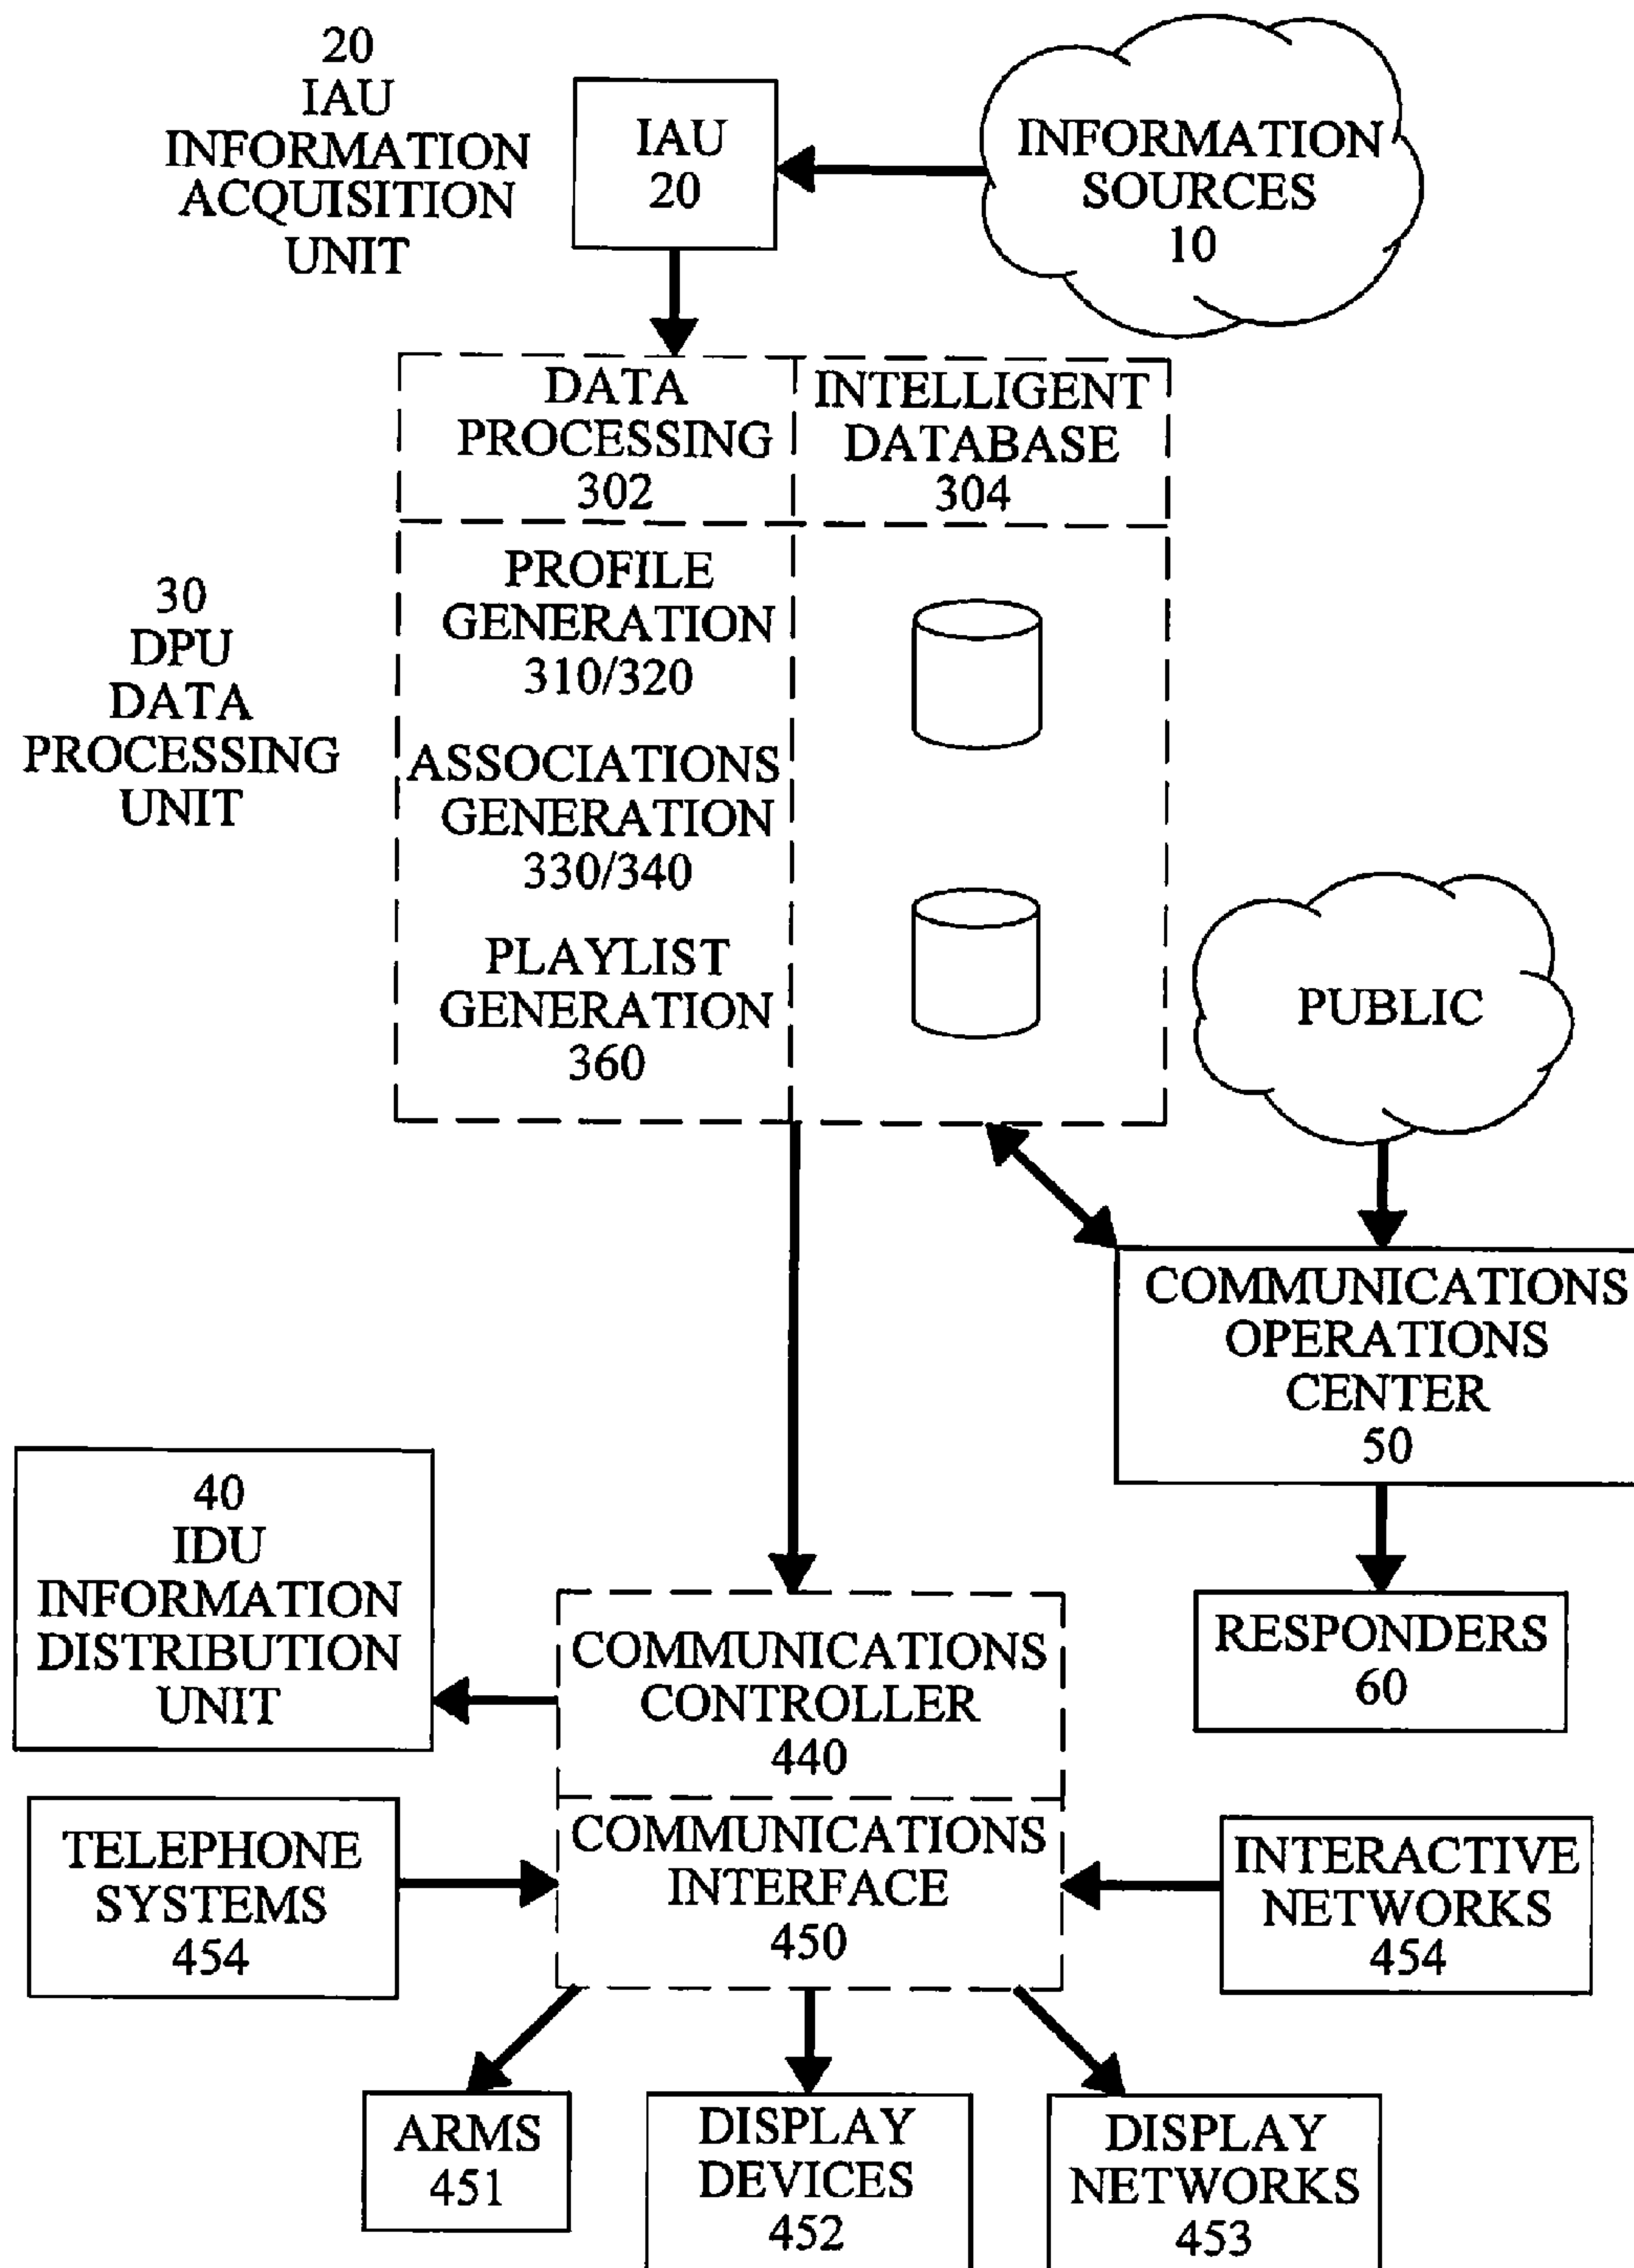 20
IAU
INFORMATION
ACQUISITION
UNIT
IAU
20
INFORMATION
SOURCES
10
DATA
PROCESSING
302
INTELLIGENT
DATABASE
304
30
DPU
DATA
PROCESSING
UNIT
PROFILE
GENERATION
310/320
ASSOCIATIONS
GENERATION
330/340
PLAYLIST
GENERATION
360
PUBLIC
COMMUNICATIONS
OPERATIONS
CENTER
50
RESPONDERS
60
40
IDU
INFORMATION
DISTRIBUTION
UNIT
COMMUNICATIONS
CONTROLLER
440
TELEPHONE
SYSTEMS
454
COMMUNICATIONS
INTERFACE
450
INTERACTIVE
NETWORKS
454
ARMS
451
DISPLAY
DEVICES
452
DISPLAY
NETWORKS
453